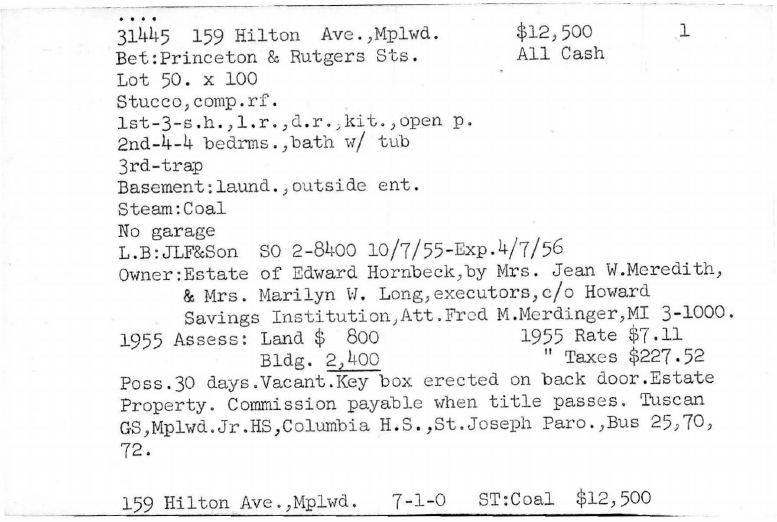 ....
31445 159 Hilton Ave.,Mplwd. $12,500 1
Bet:Princeton & Rutgers Sts. All Cash
Lot 50. x 100
Stucco,comp.rf.
1st-3-s.h.,l.r.,d.r.,kit.,open p.
2nd-4-4 bedrms.,bath w/ tub
3rd-trap
Basement:laund.,outside ent.
Steam:Coal
No garage
L.B:JLF&Son SO 2-8400 10/7/55-Exp.4/7/56
Owner:Estate of Edward Hornbeck,by Mrs. Jean W.Meredith,
& Mrs. Marilyn W. Long,executors,c/o Howard
Savings Institution,Att.Fred M.Merdinger,MI 3-1000.
1955 Assess: Land $ 800 1955 Rate $7.11
Bldg. 2,400 " Taxes $227.52
Poss.30 days.Vacant.Key box erected on back door.Estate
Property. Commission payable when title passes. Tuscan
GS,Mplwd.Jr.HS,Columbia H.S.,St.Joseph Paro.,Bus 25,70,
72.
159 Hilton Ave.,Mplwd. 7-1-0 ST:Coal $12,500